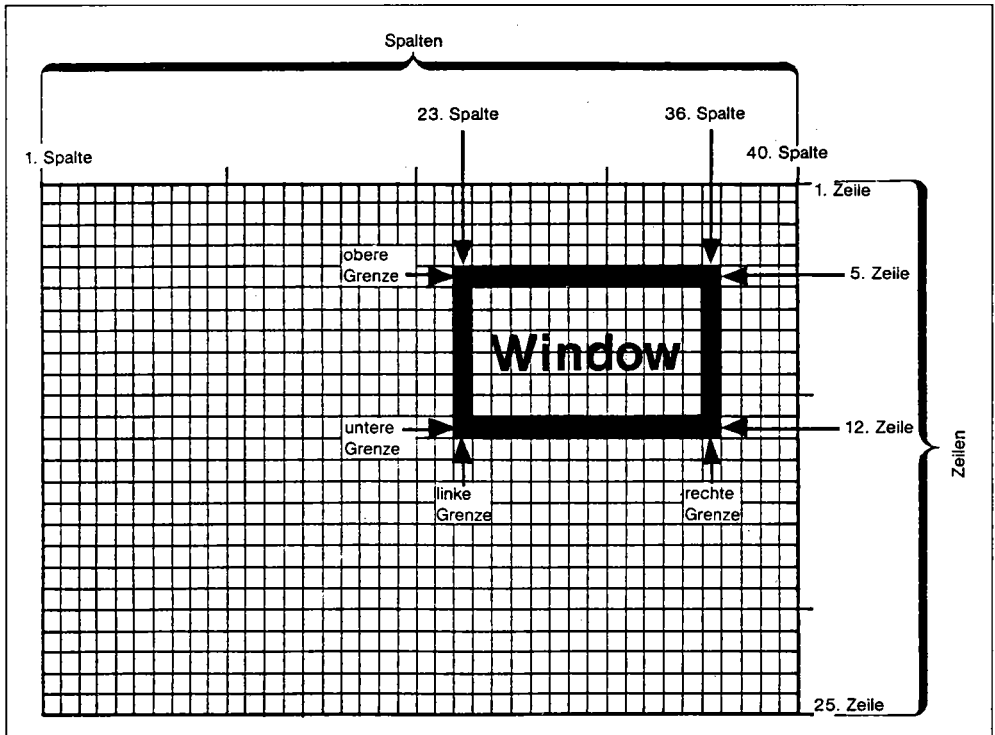 Spalten
23. Spalte
36. Spalte
1. Spalte
40. Spalte
1. Zeile
obere
Grenze
5. Zeile
Window
untere
Grenze
12. Zeile
Zeilen
linke
Grenze
rechte
Grenze
25. Zeile